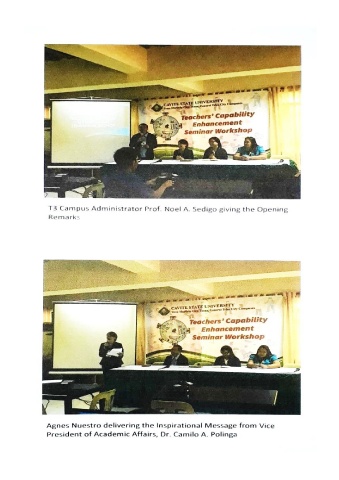 CAVITE STATE UNIVERSITY
Teachers' Capability
Enhancement
Seminar Workshop
T3 Campus Administrator Prof. Noel A. Sedigo giving the Opening
Remarks
CAVITE STATE UNIVERSITY
Teachers' Capability
Enhancement
Seminar Workshop
Agnes Nuestro delivering the Inspirational Message from Vice
President of Academic Affairs, Dr. Camilo A. Polinga